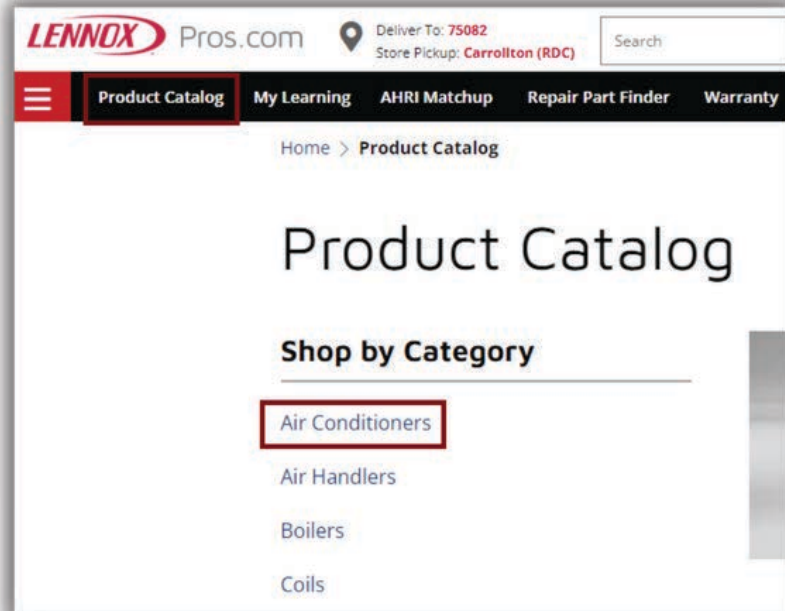 LENNOX Pros.com
Deliver To: 75082
Store Pickup: Carrollton (RDC)
Search
Product Catalog My Learning AHRI Matchup Repair Part Finder Warranty
Home > Product Catalog
Product Catalog
Shop by Category
Air Conditioners
Air Handlers
Boilers
Coils